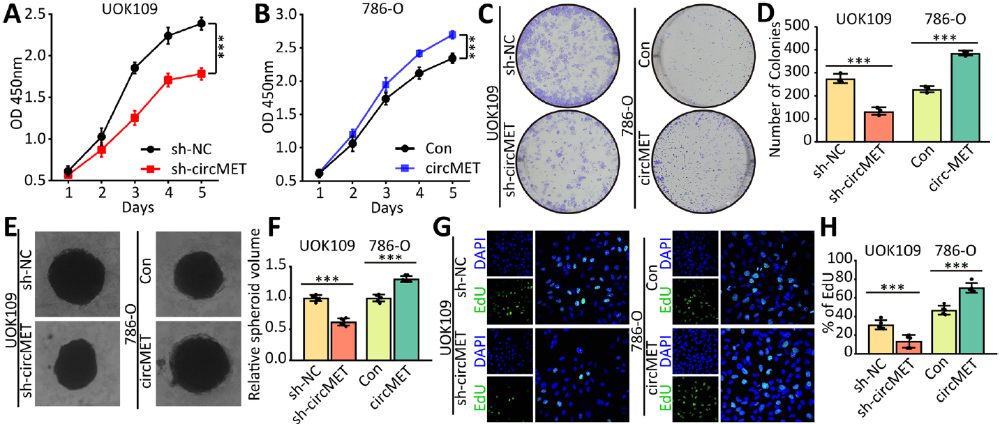 A
UOK109
OD 450nm
2.5
2.0
1.5
1.0
0.5
1 2 3 4 5
Days
sh-NC
sh-circMET
***
B
786-O
OD 450nm
3.0
2.5
2.0
1.5
1.0
0.5
1 2 3 4 5
Days
Con
circMET
***
C
UOK109
sh-NC
sh-circMET
786-O
Con
circMET
D
UOK109 786-O
Number of Colonies
500
400
300
200
100
0
*** ***
sh-NC
sh-circMET
Con
circ-MET
E
UOK109
sh-NC
sh-circMET
786-O
Con
circMET
F
UOK109 786-O
Relative spheroid volume
1.5
1.0
0.5
0.0
*** ***
sh-NC
sh-circMET
Con
circMET
G
UOK109
sh-NC
sh-circMET
EdU DAPI
EdU DAPI
786-O
Con
circMET
EdU DAPI
EdU DAPI
H
UOK109 786-O
% of EdU
100
80
60
40
20
0
*** ***
sh-NC
sh-circMET
Con
circMET